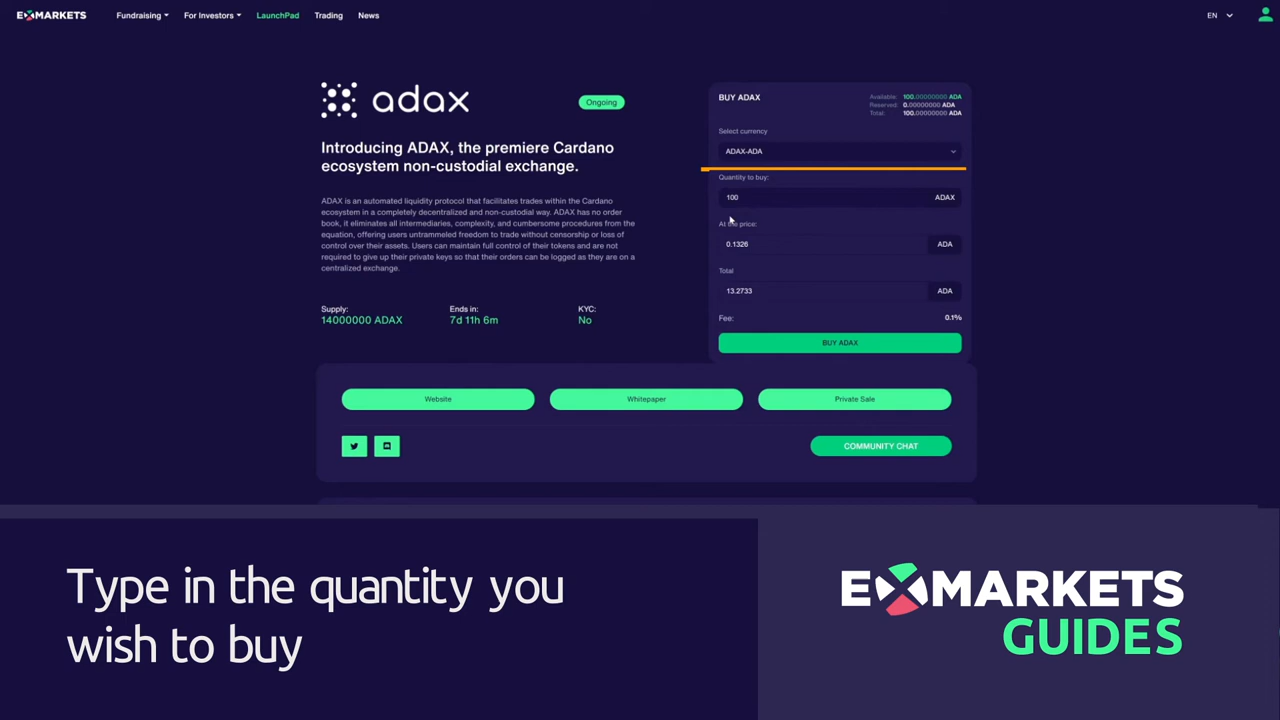 EXMARKETS
Fundraising
For Investors
LaunchPad
Trading
News
EN
adax
Ongoing
Introducing ADAX, the premiere Cardano
ecosystem non-custodial exchange.
ADAX is an automated liquidity protocol that facilitates trades within the Cardano
ecosystem in a completely decentralized and non-custodial way. ADAX has no order
book, it eliminates all intermediaries, complexity, and cumbersome procedures from the
equation, offering users untrammeled freedom to trade without censorship or loss of
control over their assets. Users can maintain full control of their tokens and are not
required to give up their private keys so that their orders can be logged as they are on a
centralized exchange.
Supply:
14000000 ADAX
Ends in:
7d 11h 6m
KYC:
No
BUY ADAX
Available: 100.00000000 ADA
Reserved: 0.00000000 ADA
Total: 100.00000000 ADA
Select currency
ADAX-ADA
Quantity to buy:
100 ADAX
At the price:
0.1326 ADA
Total
13.2733 ADA
Fee: 0.1%
BUY ADAX
Website
Whitepaper
Private Sale
COMMUNITY CHAT
Type in the quantity you
wish to buy
EXMARKETS
GUIDES